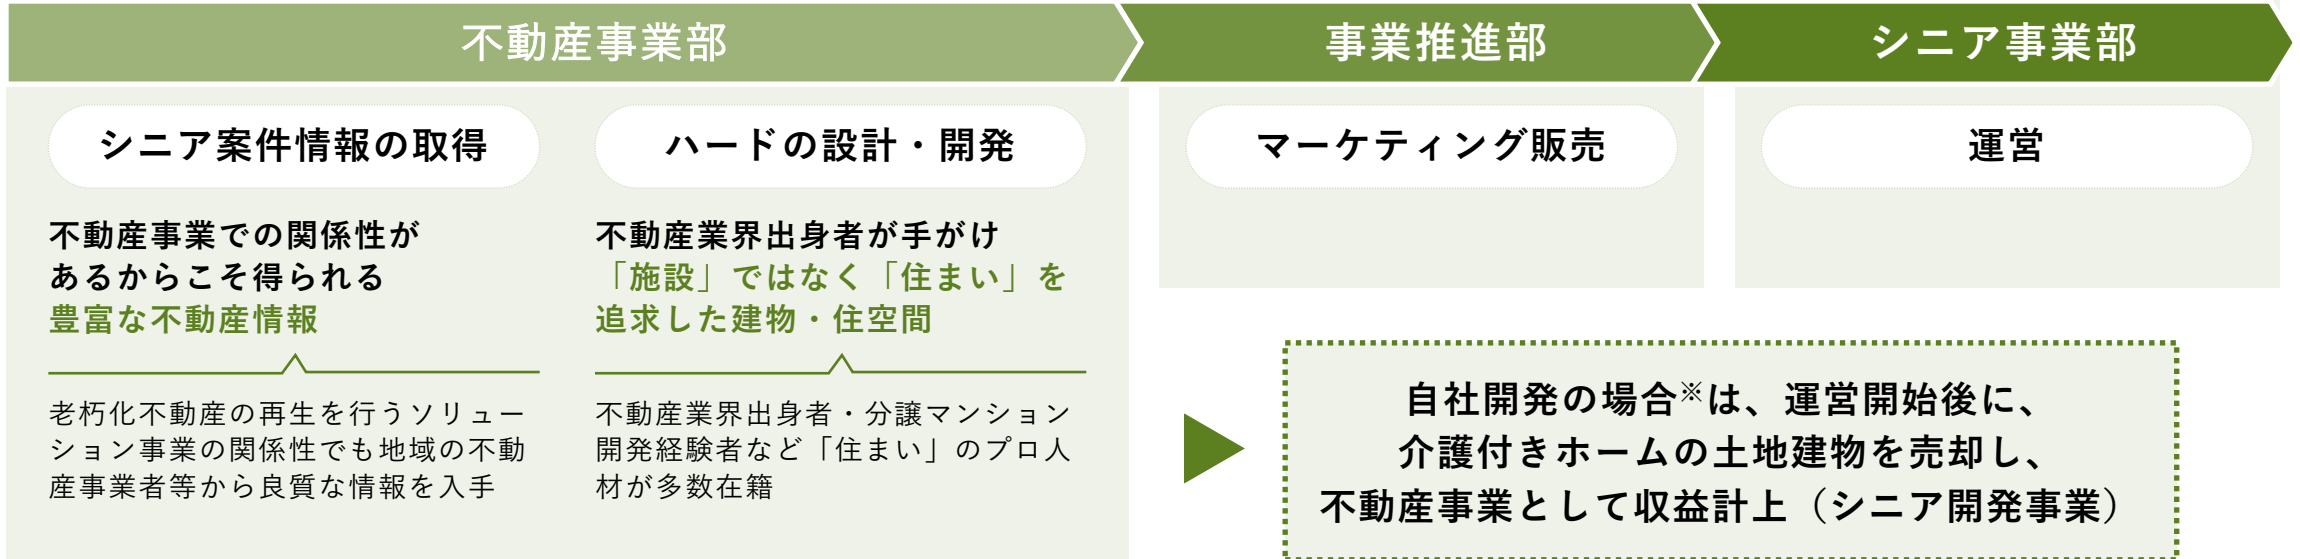 不動産事業部
事業推進部
シニア事業部
シニア案件情報の取得
ハードの設計・開発
マーケティング販売
運営
不動産事業での関係性が
あるからこそ得られる
豊富な不動産情報
老朽化不動産の再生を行うソリュー
ション事業の関係性でも地域の不動
産事業者等から良質な情報を入手
不動産業界出身者が手がけ
「施設」ではなく「住まい」を
追求した建物・住空間
不動産業界出身者・分譲マンション
開発経験者など「住まい」のプロ人
材が多数在籍
自社開発の場合※は、運営開始後に、
介護付きホームの土地建物を売却し、
不動産事業として収益計上（シニア開発事業）